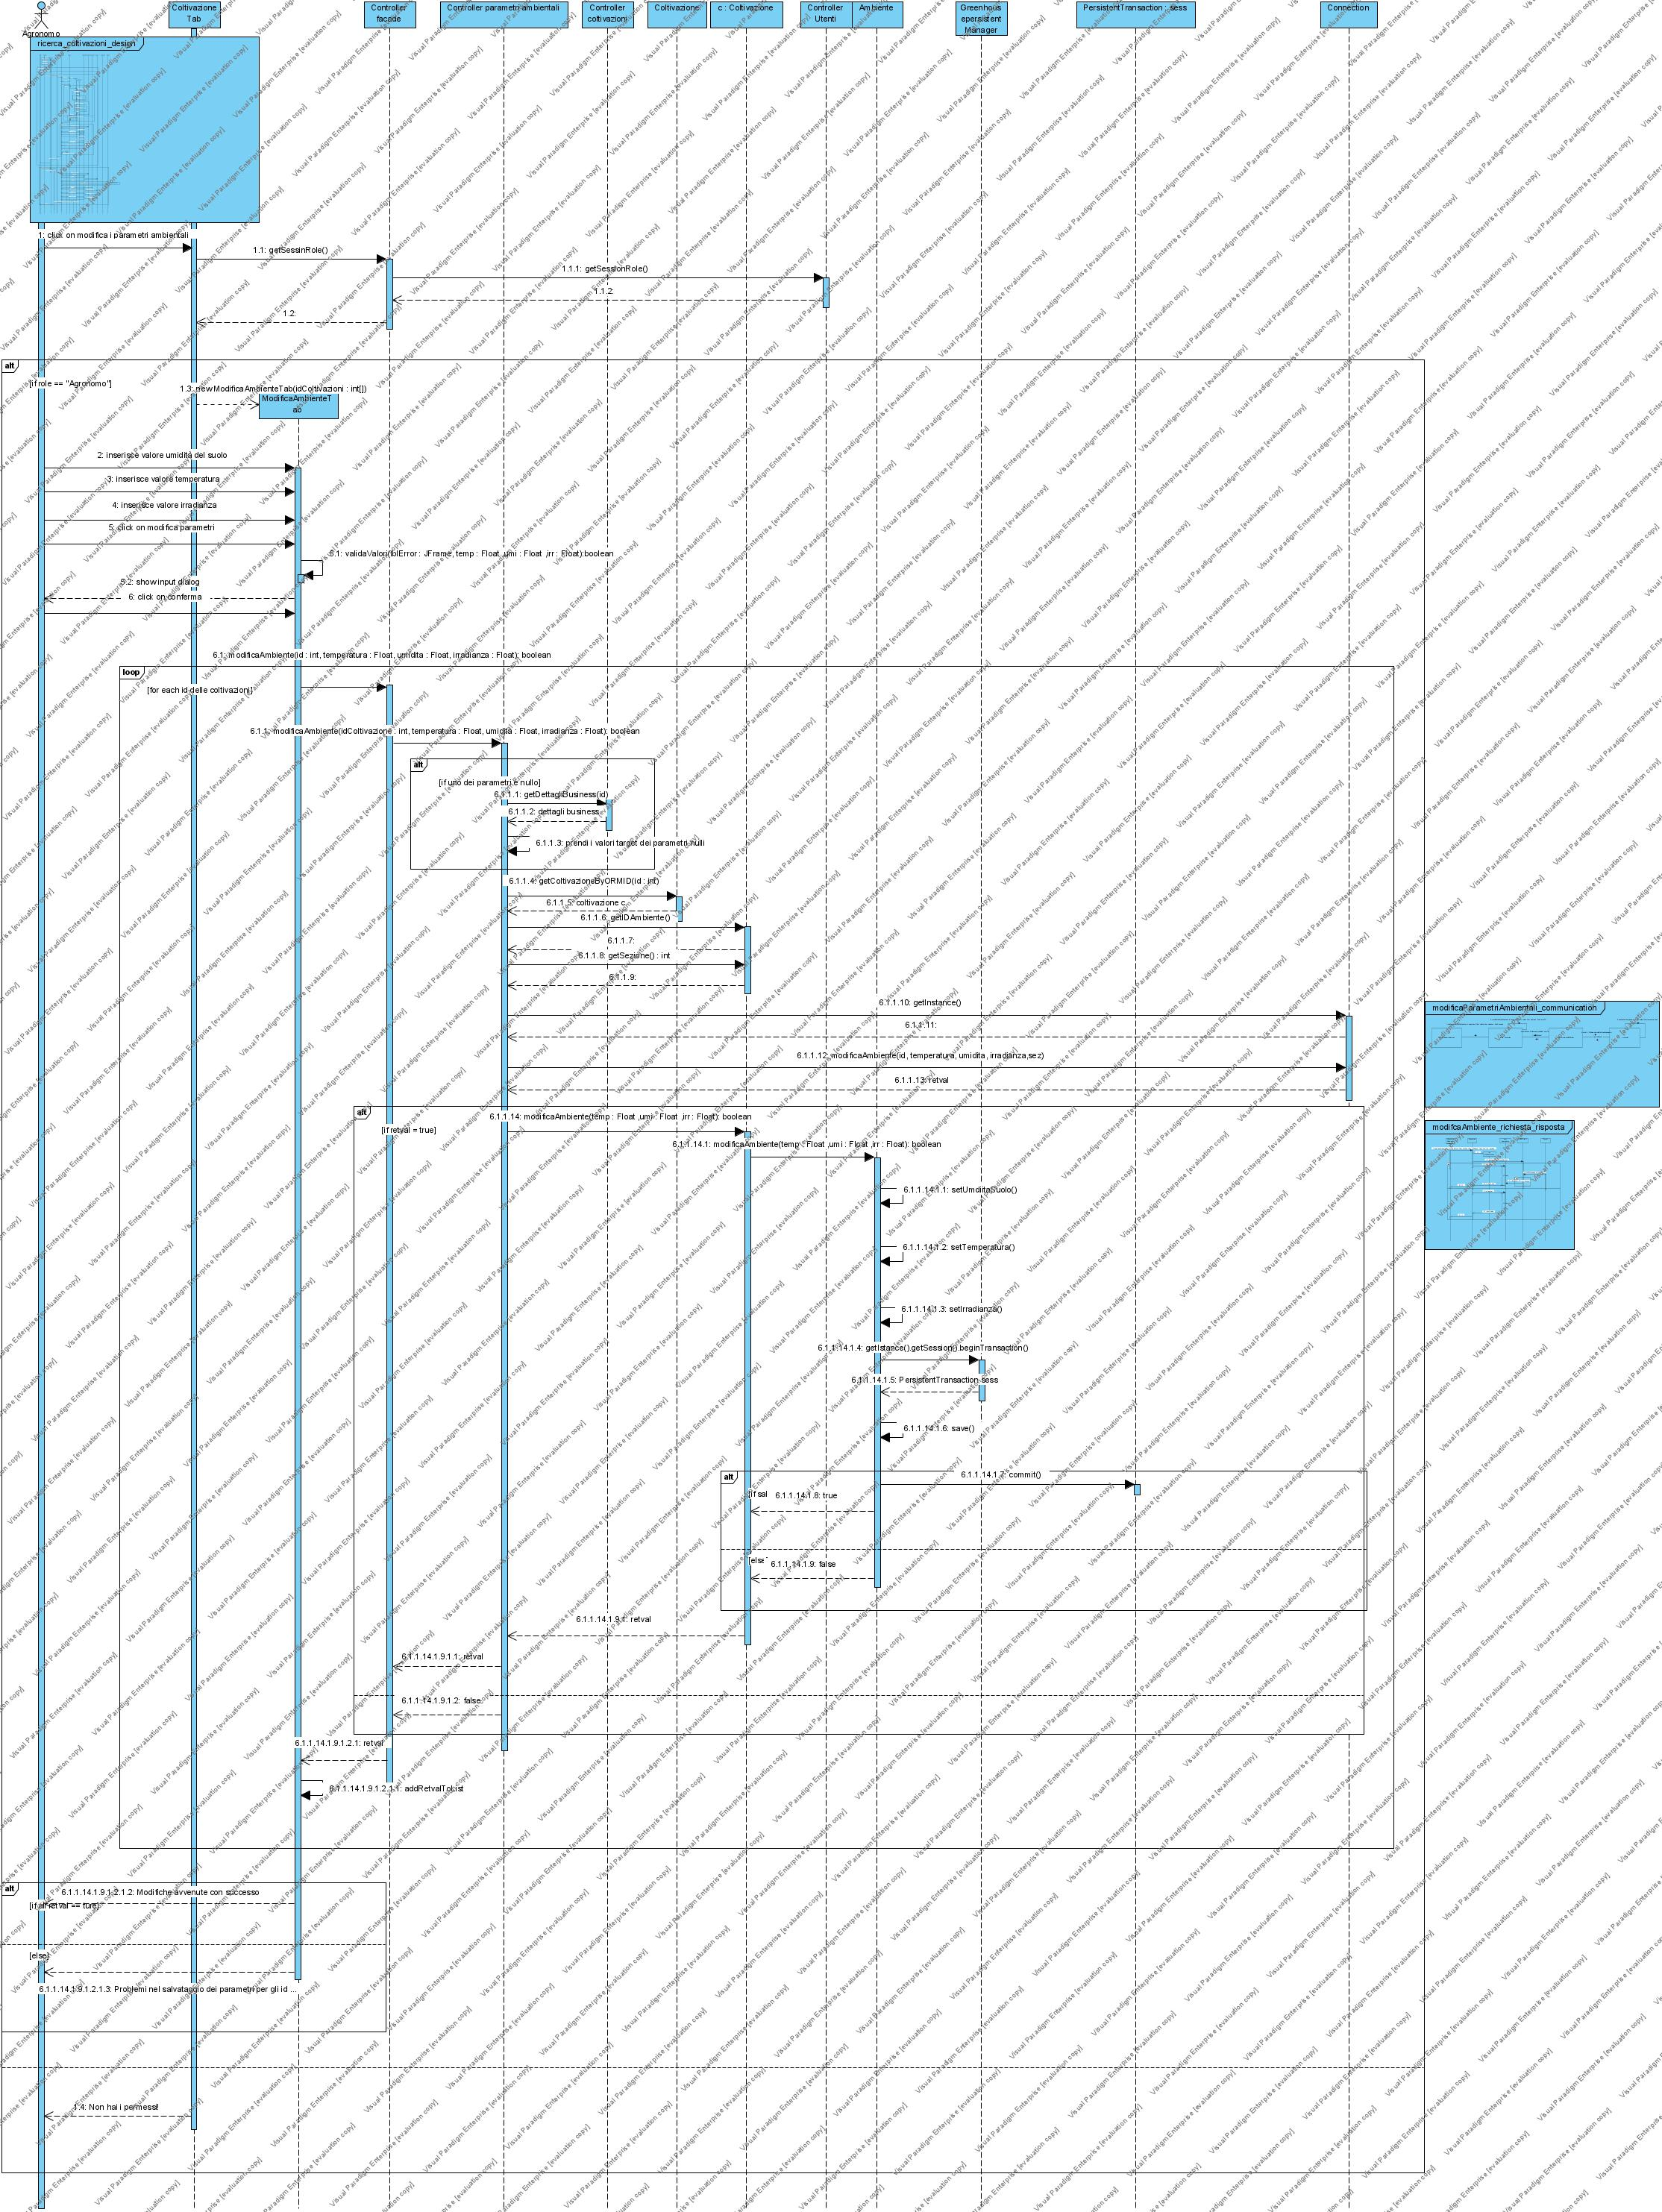 Agronomo
Coltivazione
Tab
Controller
facade
Controller parametri ambientali
Controller
coltivazioni
Coltivazione
c : Coltivazione
Controller
Utenti
Ambiente
Greenhous
epersistent
Manager
PersistentTransaction : sess
Connection
ricerca_coltivazioni_design
1: click on modifica i parametri ambientali
1.1: getSessinRole()
1.1.1: getSessionRole()
1.1.2:
1.2:
alt
[if role == "Agronomo"]
1.3: new ModificaAmbienteTab(idColtivazioni : int[])
ModificaAmbienteT
ab
2: inserisce valore umidità del suolo
3: inserisce valore temperatura
4: inserisce valore irradianza
5: click on modifica parametri
5.1: validaValori(lblError : JFrame, temp : Float ,umi : Float ,irr : Float):boolean
5.2: show input dialog
6: click on conferma
6.1: modificaAmbiente(id : int, temperatura : Float, umidita : Float, irradianza : Float): boolean
loop
[for each id delle coltivazioni]
6.1.1: modificaAmbiente(idColtivazione : int, temperatura : Float, umidita : Float, irradianza : Float): boolean
alt
[if uno dei parametri è nullo]
6.1.1.1: getDettagliBusiness(id)
6.1.1.2: dettagli business
6.1.1.3: prendi i valori target dei parametri nulli
6.1.1.4: getColtivazioneByORMID(id : int)
6.1.1.5: coltivazione c
6.1.1.6: getIDAmbiente()
6.1.1.7:
6.1.1.8: getSezione() : int
6.1.1.9:
6.1.1.10: getInstance()
6.1.1.11:
6.1.1.12: modificaAmbiente(id, temperatura, umidita, irradianza,sez)
6.1.1.13: retval
modificaParametriAmbientali_communication
alt
[if retval = true]
6.1.1.14: modificaAmbiente(temp : Float ,umi : Float ,irr : Float): boolean
modifcaAmbiente_richiesta_risposta
6.1.1.14.1: modificaAmbiente(temp : Float ,umi : Float ,irr : Float): boolean
6.1.1.14.1.1: setUmditaSuolo()
6.1.1.14.1.2: setTemperatura()
6.1.1.14.1.3: setIrradianza()
6.1.1.14.1.4: getIstance().getSession().beginTransaction()
6.1.1.14.1.5: PersistentTransaction sess
6.1.1.14.1.6: save()
alt
6.1.1.14.1.7: commit()
[if sal
6.1.1.14.1.8: true
[else
6.1.1.14.1.9: false
6.1.1.14.1.9.1: retval
6.1.1.14.1.9.1.1: retval
6.1.1.14.1.9.1.2: false
6.1.1.14.1.9.1.2.1: retval
6.1.1.14.1.9.1.2.1.1: addRetvalToList
alt
6.1.1.14.1.9.1.2.1.2: Modifiche avvenute con successo
[if allretval == ture]
[else]
6.1.1.14.1.9.1.2.1.3: Problemi nel salvataggio dei parametri per gli id ...
1.4: Non hai i permessi!
Visual Paradigm Enterprise [evaluation copy]